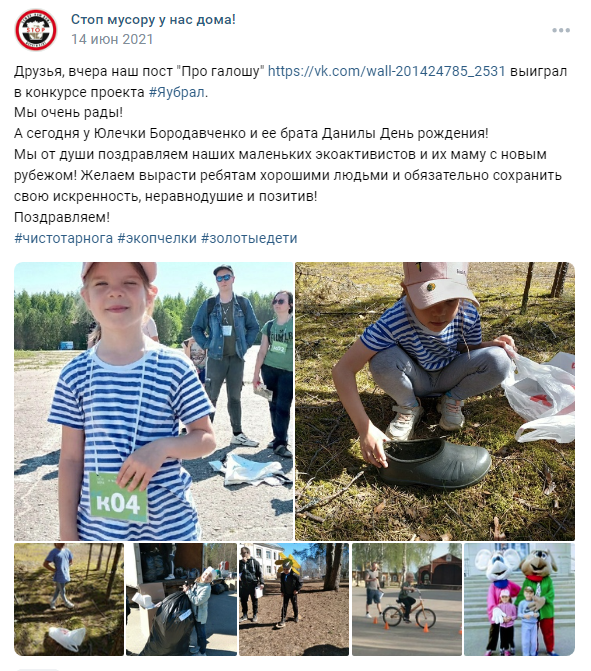 Стоп мусору у нас дома!
14 июн 2021
Друзья, вчера наш пост "Про галошу" https://vk.com/wall-201424785_2531 выиграл
в конкурсе проекта #Яубрал.
Мы очень рады!
А сегодня у Юлечки Бородавченко и ее брата Данилы День рождения!
Мы от души поздравляем наших маленьких экоактивистов и их маму с новым
рубежом! Желаем вырасти ребятам хорошими людьми и обязательно сохранить
свою искренность, неравнодушие и позитив!
Поздравляем!
#чистотарнога #экопчелки #золотыедети
STOP
к04